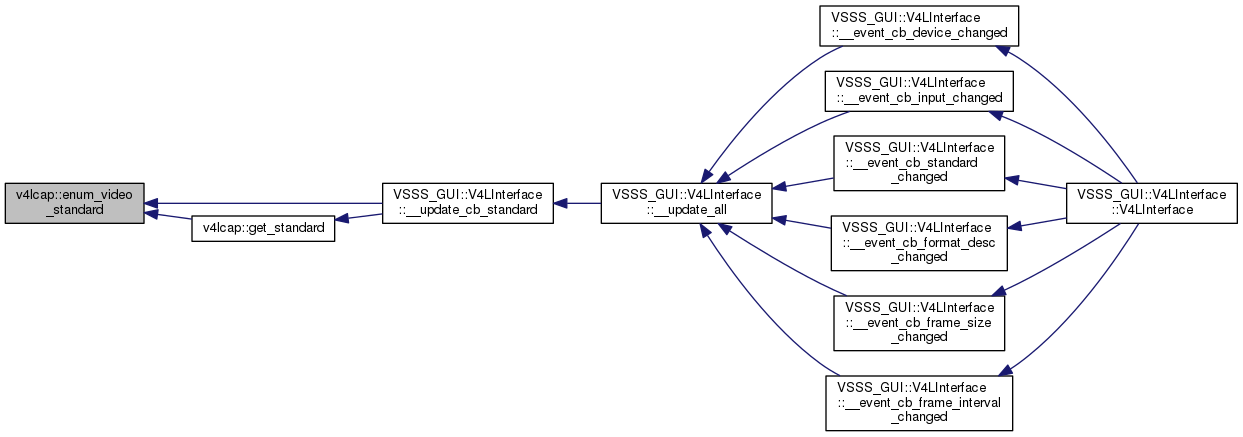 v4lcap::enum_video
_standard
v4lcap::get_standard
VSSS_GUI::V4LInterface
::__update_cb_standard
VSSS_GUI::V4LInterface
::__update_all
VSSS_GUI::V4LInterface
::__event_cb_device_changed
VSSS_GUI::V4LInterface
::__event_cb_input_changed
VSSS_GUI::V4LInterface
::__event_cb_standard
_changed
VSSS_GUI::V4LInterface
::__event_cb_format_desc
_changed
VSSS_GUI::V4LInterface
::__event_cb_frame_size
_changed
VSSS_GUI::V4LInterface
::__event_cb_frame_interval
_changed
VSSS_GUI::V4LInterface
::V4LInterface